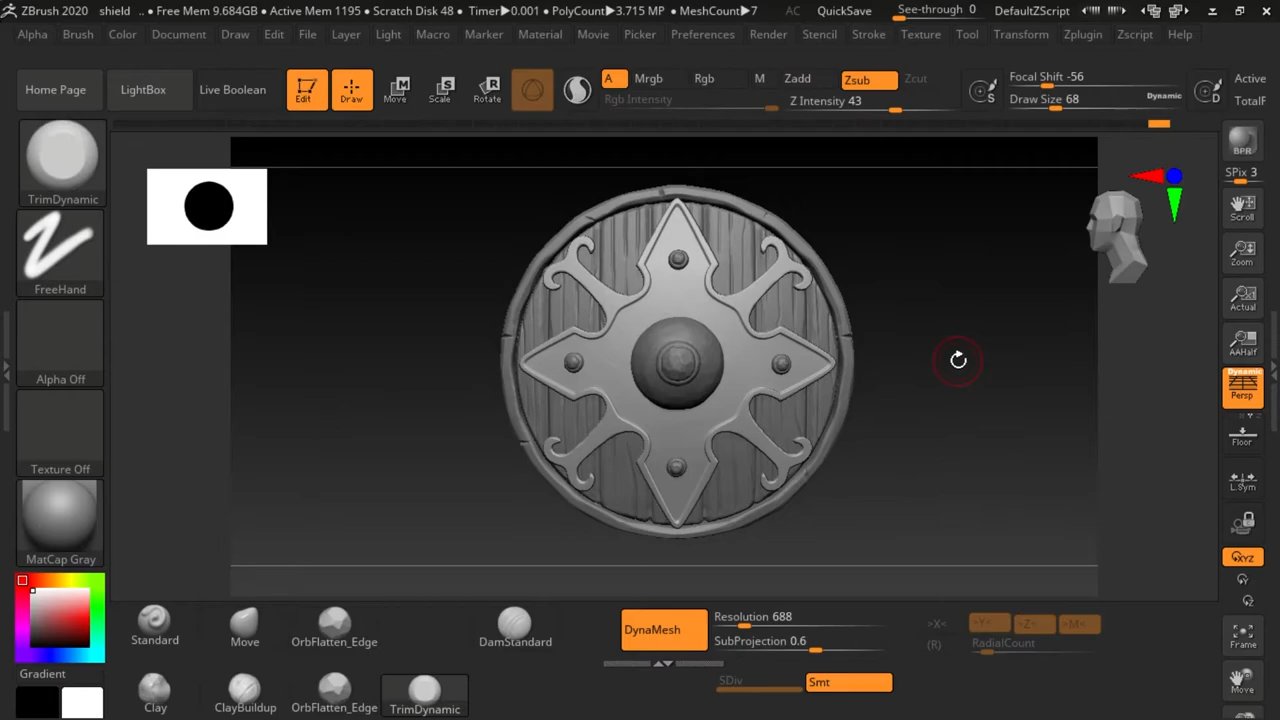 ZBrush 2020 shield .. • Free Mem 9.684GB • Active Mem 1195 • Scratch Disk 48 • Timer▶0.001 • PolyCount▶3.715 MP • MeshCount▶7 AC QuickSave See-through 0 DefaultZScript
Alpha Brush Color Document Draw Edit File Layer Light Macro Marker Material Movie Picker Preferences Render Stencil Stroke Texture Tool Transform Zplugin Zscript Help
Home Page LightBox Live Boolean Edit Draw Move Scale Rotate
A Mrgb Rgb M Zadd Zsub Zcut
Rgb Intensity Z Intensity 43
S Focal Shift -56
Draw Size 68 Dynamic
D Active
TotalF
TrimDynamic
FreeHand
Alpha Off
Texture Off
MatCap Gray
Gradient
BPR
SPix 3
Scroll
Zoom
Actual
AAHalf
Dynamic
Persp
Floor
L.Sym
XYZ
Y
Z
Frame
Move
Standard Move OrbFlatten_Edge DamStandard
Clay ClayBuildup OrbFlatten_Edge TrimDynamic
DynaMesh Resolution 688
SubProjection 0.6
SDiv Smt
>X< >Y< >Z< >M<
(R) RadialCount